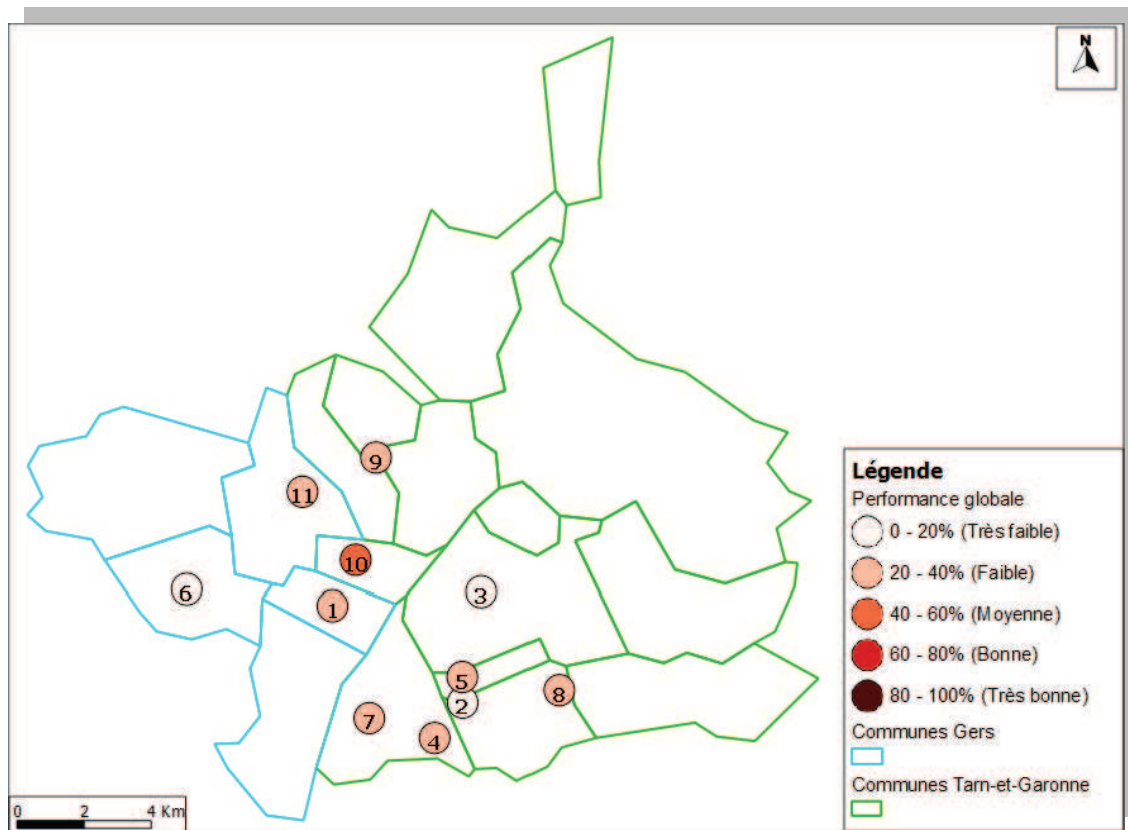 N
9
11
10
6
3
1
5
8
2
7
4
Légende
Performance globale
0 - 20% (Très faible)
20 - 40% (Faible)
40 - 60% (Moyenne)
60 - 80% (Bonne)
80 - 100% (Très bonne)
Communes Gers
Communes Tarn-et-Garonne
0 2 4 Km